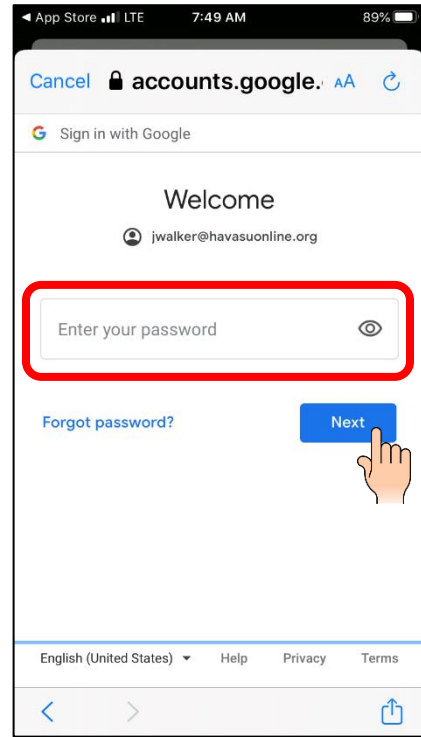 ◀ App Store LTE 7:49 AM 89%
Cancel accounts.google. AA
G Sign in with Google
Welcome
jwalker@havasuonline.org
Enter your password
Forgot password? Next
English (United States) Help Privacy Terms